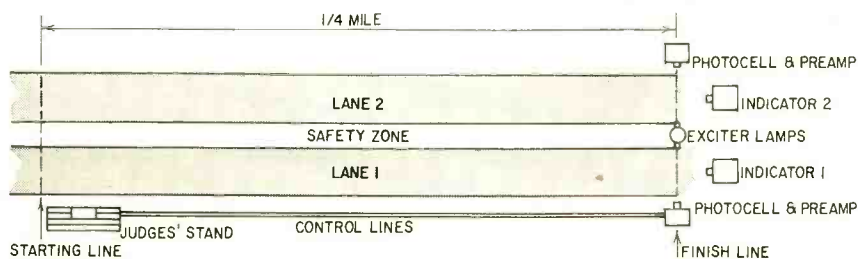 1/4 MILE
PHOTOCELL & PREAMP
LANE 2
INDICATOR 2
SAFETY ZONE
EXCITER LAMPS
LANE 1
INDICATOR 1
PHOTOCELL & PREAMP
JUDGES' STAND
CONTROL LINES
STARTING LINE
FINISH LINE